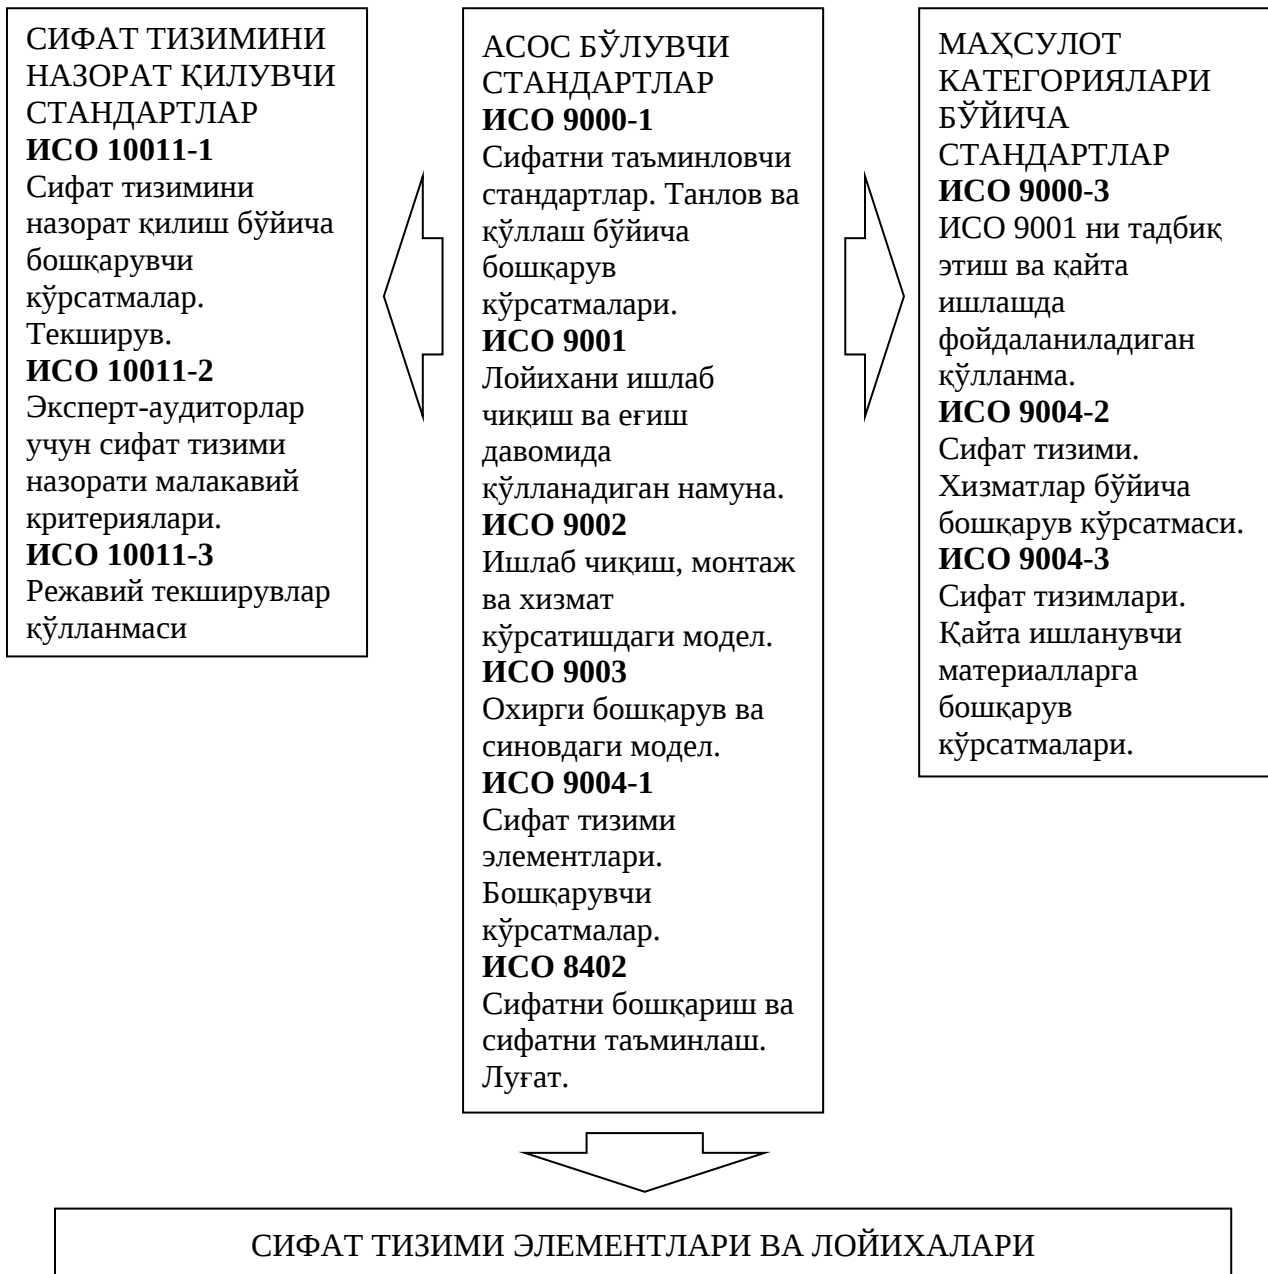 СИФАТ ТИЗИМИНИ
НАЗОРАТ ҚИЛУВЧИ
СТАНДАРТЛАР
ИСО 10011-1
Сифат тизимини
назорат қилиш бўйича
бошқарувчи
кўрсатмалар.
Текширув.
ИСО 10011-2
Эксперт-аудиторлар
учун сифат тизими
назорати малакавий
критериялари.
ИСО 10011-3
Режавий текширувлар
қўлланмаси
АСОС БЎЛУВЧИ
СТАНДАРТЛАР
ИСО 9000-1
Сифатни таъминловчи
стандартлар. Танлов ва
қўллаш бўйича
бошқарув
кўрсатмалари.
ИСО 9001
Лойихани ишлаб
чиқиш ва еғиш
давомида
қўлланадиган намуна.
ИСО 9002
Ишлаб чиқиш, монтаж
ва хизмат
кўрсатишдаги модел.
ИСО 9003
Охирги бошқарув ва
синовдаги модел.
ИСО 9004-1
Сифат тизими
элементлари.
Бошқарувчи
кўрсатмалар.
ИСО 8402
Сифатни бошқариш ва
сифатни таъминлаш.
Луғат.
МАҲСУЛОТ
КАТЕГОРИЯЛАРИ
БЎЙИЧА
СТАНДАРТЛАР
ИСО 9000-3
ИСО 9001 ни тадбиқ
этиш ва қайта
ишлашда
фойдаланиладиган
қўлланма.
ИСО 9004-2
Сифат тизими.
Хизматлар бўйича
бошқарув кўрсатмаси.
ИСО 9004-3
Сифат тизимлари.
Қайта ишланувчи
материалларга
бошқарув
кўрсатмалари.
СИФАТ ТИЗИМИ ЭЛЕМЕНТЛАРИ ВА ЛОЙИХАЛАРИ